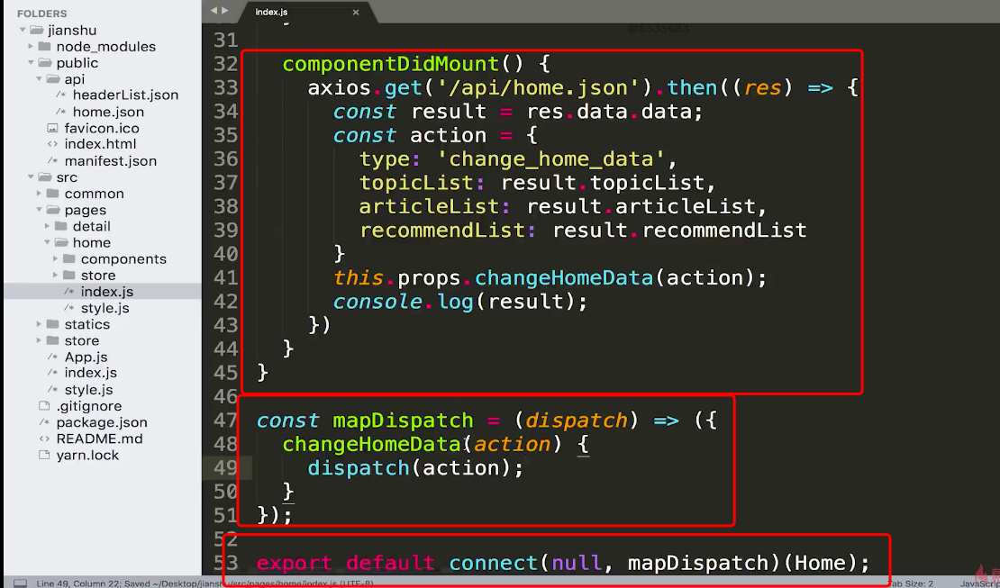 FOLDERS
jianshu
node_modules
public
api
headerList.json
home.json
favicon.ico
index.html
manifest.json
src
common
pages
detail
home
components
store
index.js
style.js
statics
store
App.js
index.js
style.js
.gitignore
package.json
README.md
yarn.lock
index.js
31
32 componentDidMount() {
33 axios.get('/api/home.json').then((res) => {
34 const result = res.data.data;
35 const action = {
36 type: 'change_home_data',
37 topicList: result.topicList,
38 articleList: result.articleList,
39 recommendList: result.recommendList
40 }
41 this.props.changeHomeData(action);
42 console.log(result);
43 })
44 }
45 }
46
47 const mapDispatch = (dispatch) => ({
48 changeHomeData(action) {
49 dispatch(action);
50 }
51 });
52
53 export default connect(null, mapDispatch)(Home);
Line 49, Column 22; Saved ~/Desktop/jianshu/src/pages/home/index.js (UTF-8)
Tab Size: 2